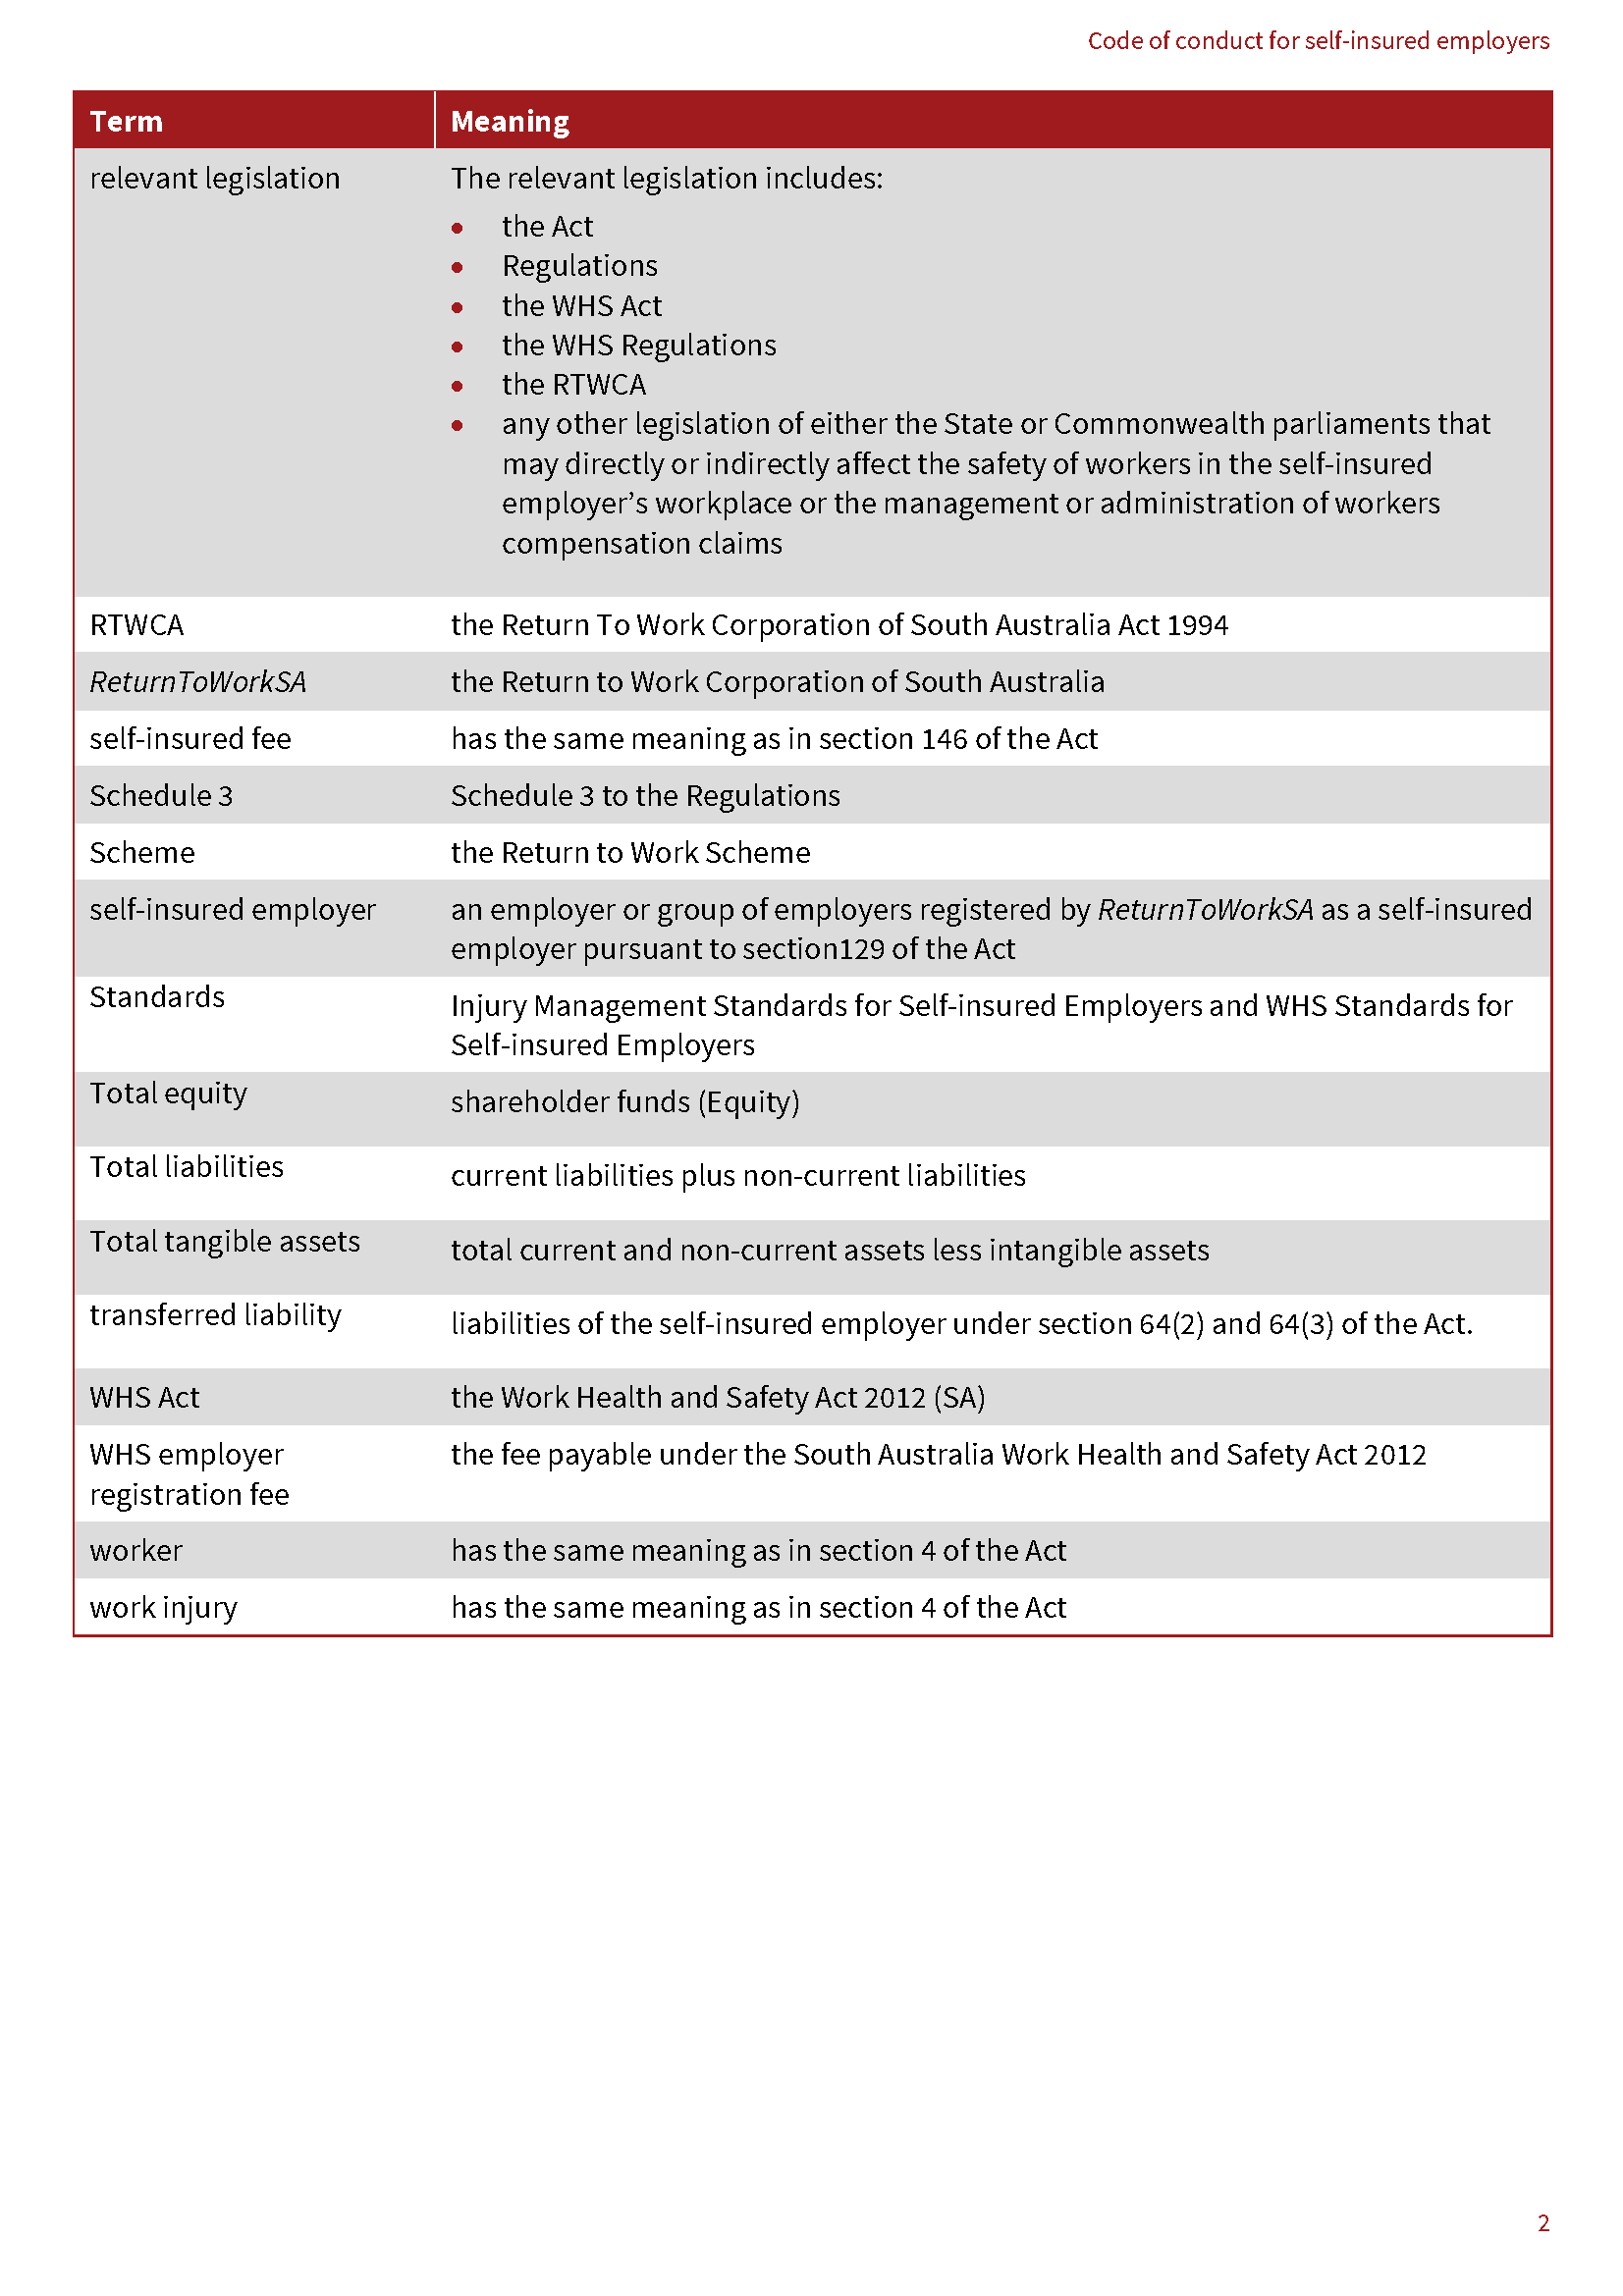 Code of conduct for self-insured employers
Term Meaning
relevant legislation The relevant legislation includes:
• the Act
• Regulations
• the WHS Act
• the WHS Regulations
• the RTWCA
• any other legislation of either the State or Commonwealth parliaments that
may directly or indirectly affect the safety of workers in the self-insured
employer’s workplace or the management or administration of workers
compensation claims
RTWCA the Return To Work Corporation of South Australia Act 1994
ReturnToWorkSA the Return to Work Corporation of South Australia
self-insured fee has the same meaning as in section 146 of the Act
Schedule 3 Schedule 3 to the Regulations
Scheme the Return to Work Scheme
self-insured employer an employer or group of employers registered by ReturnToWorkSA as a self-insured
employer pursuant to section129 of the Act
Standards Injury Management Standards for Self-insured Employers and WHS Standards for
Self-insured Employers
Total equity shareholder funds (Equity)
Total liabilities current liabilities plus non-current liabilities
Total tangible assets total current and non-current assets less intangible assets
transferred liability liabilities of the self-insured employer under section 64(2) and 64(3) of the Act.
WHS Act the Work Health and Safety Act 2012 (SA)
WHS employer the fee payable under the South Australia Work Health and Safety Act 2012
registration fee
worker has the same meaning as in section 4 of the Act
work injury has the same meaning as in section 4 of the Act
2